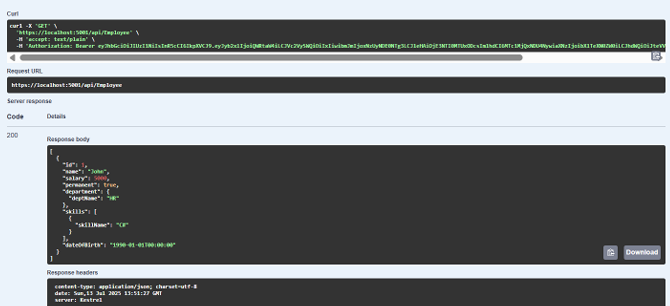 Curl
curl -X 'GET' \
'https://localhost:5001/api/Employee' \
-H 'accept: text/plain' \
-H 'Authorization: Bearer
Request URL
https://localhost:5001/api/Employee
Server response
Code Details
200
Response body
[
{
"id": 1,
"name": "John",
"salary": 5000,
"permanent": true,
"department": {
"deptName": "HR"
},
"skills": [
{
"skillName": "C#"
}
],
"dateOfBirth": "1990-01-01T00:00:00"
}
]
Download
Response headers
content-type: application/json; charset=utf-8
date: Sun,13 Jul 2025 13:51:27 GMT
server: Kestrel